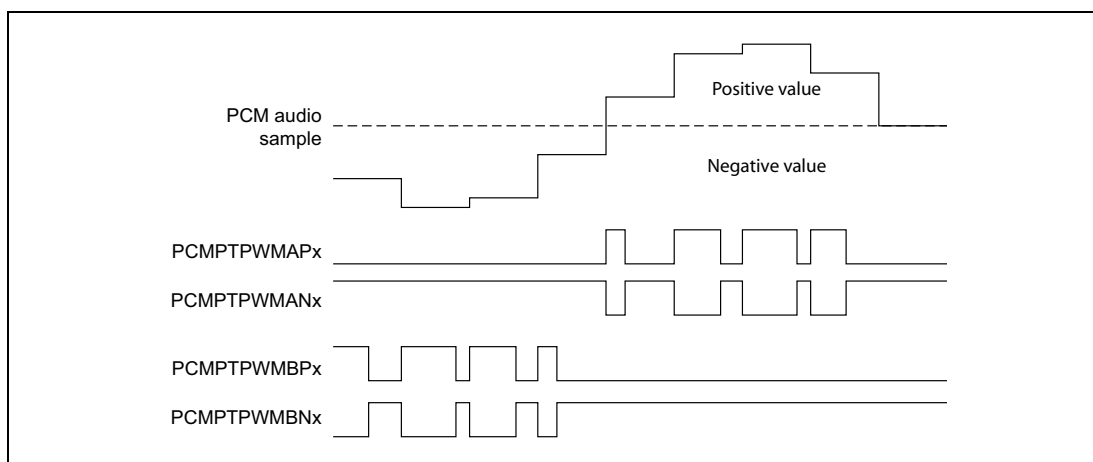 PCM audio
sample
Positive value
Negative value
PCMPTPWMAPx
PCMPTPWMANx
PCMPTPWMBPx
PCMPTPWMBNx